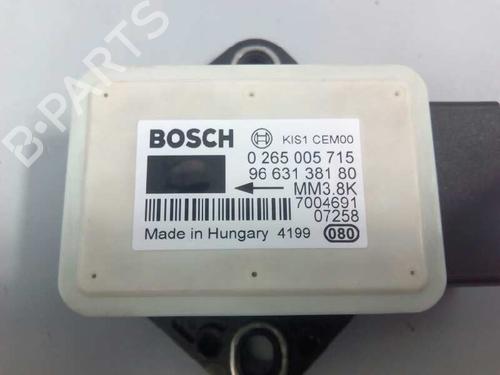 B-PARTS
BOSCH KIS1 CEM00
0 265 005 715
96 631 381 80
MM3.8K
7004691
07258
Made in Hungary 4199 080